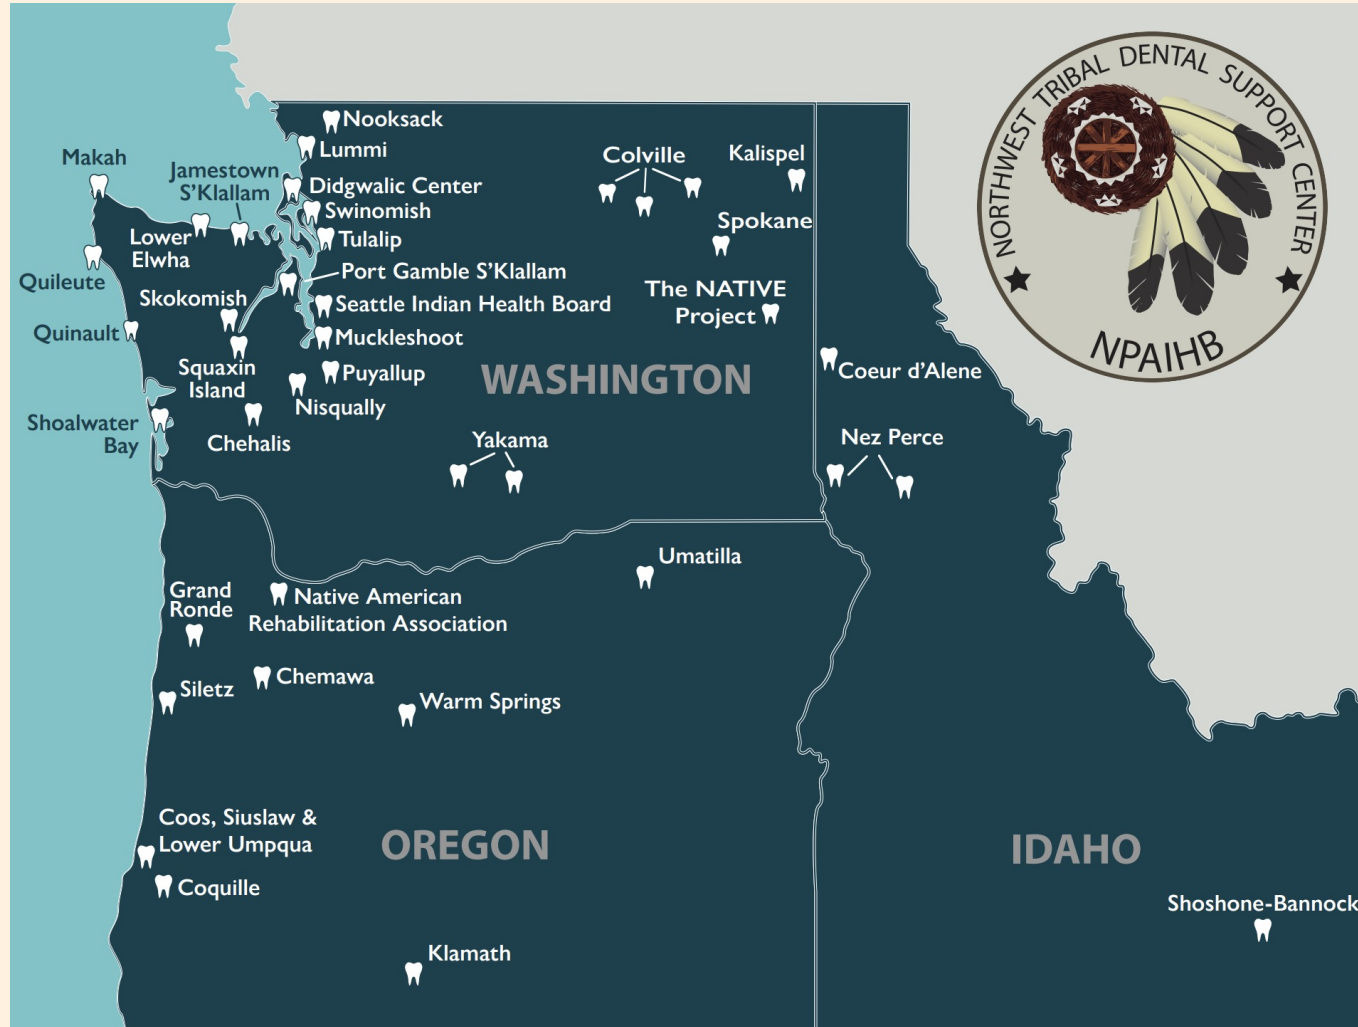 NORTHWEST TRIBAL DENTAL SUPPORT CENTER
NPAIHB
Nooksack
Lummi
Makah
Jamestown
S'Klallam
Didgwalic Center
Swinomish
Tulalip
Lower
Elwha
Port Gamble S'Klallam
Quileute
Skokomish
Seattle Indian Health Board
Quinault
Muckleshoot
Squaxin
Island
Puyallup
Nisqually
Shoalwater
Bay
Chehalis
Colville
Kalispel
Spokane
The NATIVE
Project
WASHINGTON
Yakama
Coeur d'Alene
Nez Perce
Umatilla
Grand
Ronde
Native American
Rehabilitation Association
Chemawa
Siletz
Warm Springs
Coos, Siuslaw &
Lower Umpqua
OREGON
Coquille
Klamath
IDAHO
Shoshone-Bannock